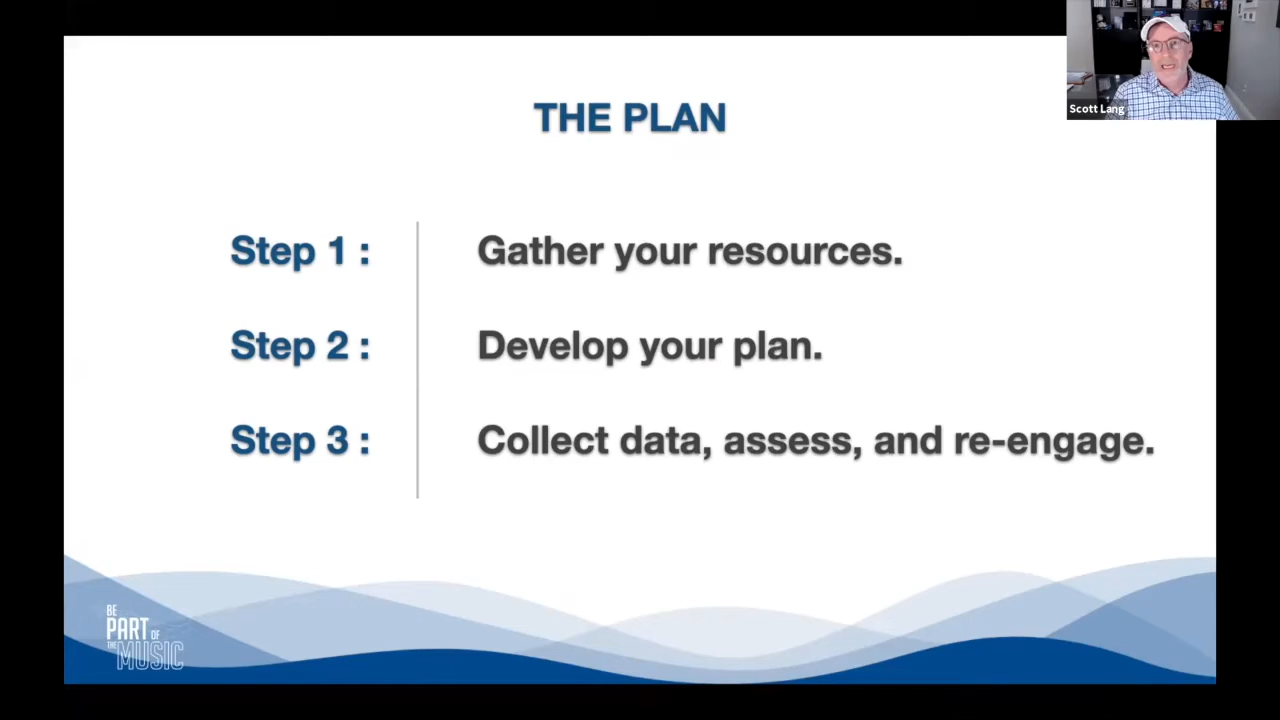 THE PLAN
Scott Lang
Step 1 : Gather your resources.
Step 2 : Develop your plan.
Step 3 : Collect data, assess, and re-engage.
BE
PART OF
THE MUSIC